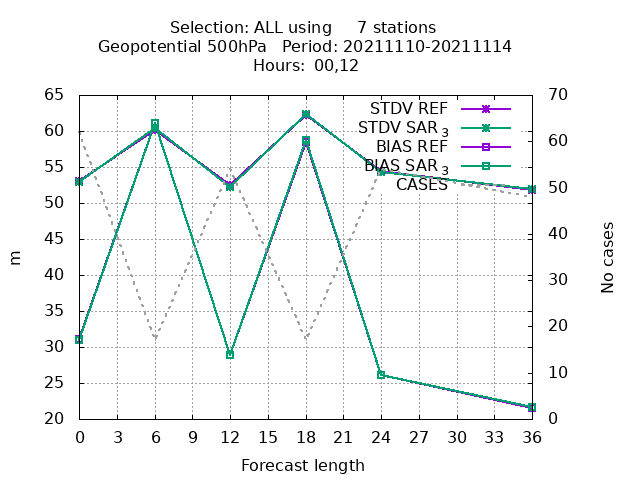 Selection: ALL using     7 stations
Geopotential 500hPa   Period: 20211110-20211114
Hours:  00,12
65
60
55
50
45
40
35
30
25
20
m
70
60
50
40
30
20
10
0
No cases
STDV REF
STDV SAR 3
BIAS REF
BIAS SAR 3
CASES
0 3 6 9 12 15 18 21 24 27 30 33 36
Forecast length